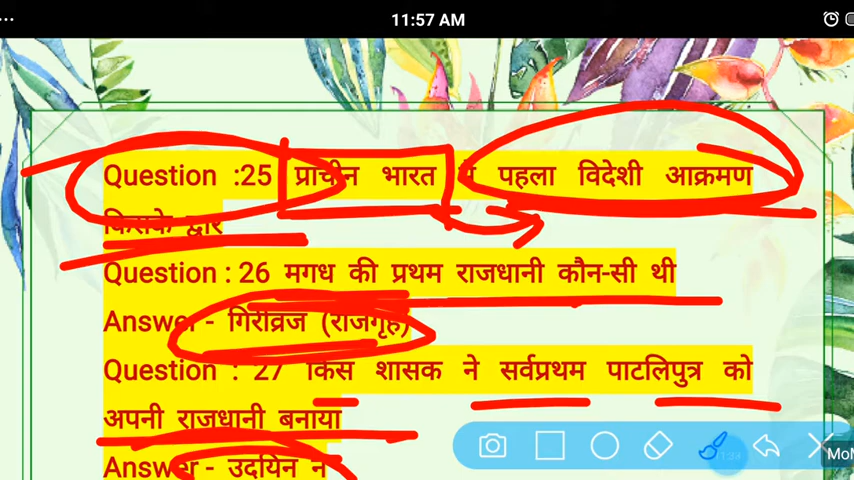 11:57 AM
Question :25 प्राचीन भारत में पहला विदेशी आक्रमण
किसके द्वार
Question : 26 मगध की प्रथम राजधानी कौन-सी थी
Answer - गिरीव्रज (राजगृह)
Question : 27 किस शासक ने सर्वप्रथम पाटलिपुत्र को
अपनी राजधानी बनाया
Answer - उदयिन ने